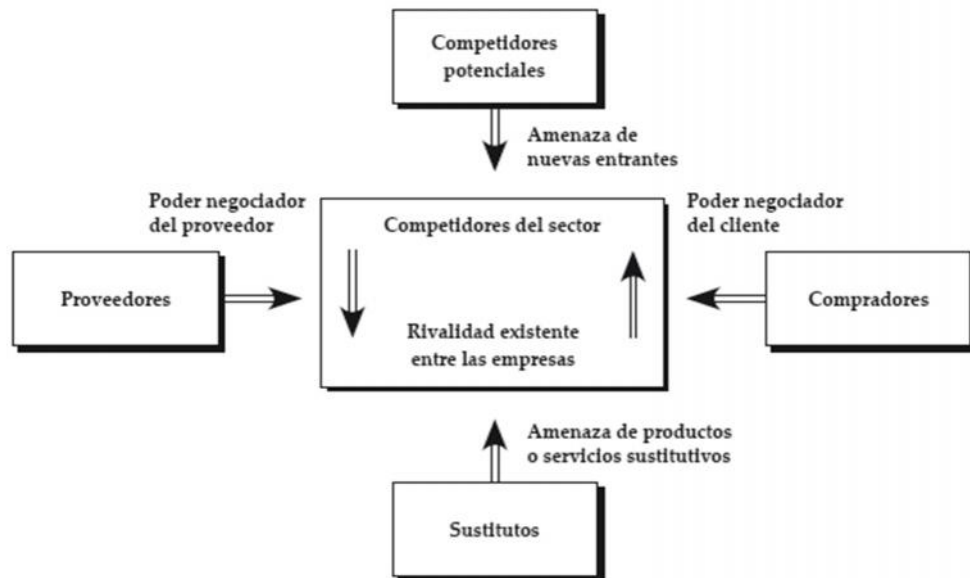 Competidores
potenciales
Amenaza de
nuevas entrantes
Poder negociador
del proveedor
Competidores del sector
Poder negociador
del cliente
Proveedores
Compradores
Rivalidad existente
entre las empresas
Amenaza de productos
o servicios sustitutivos
Sustitutos